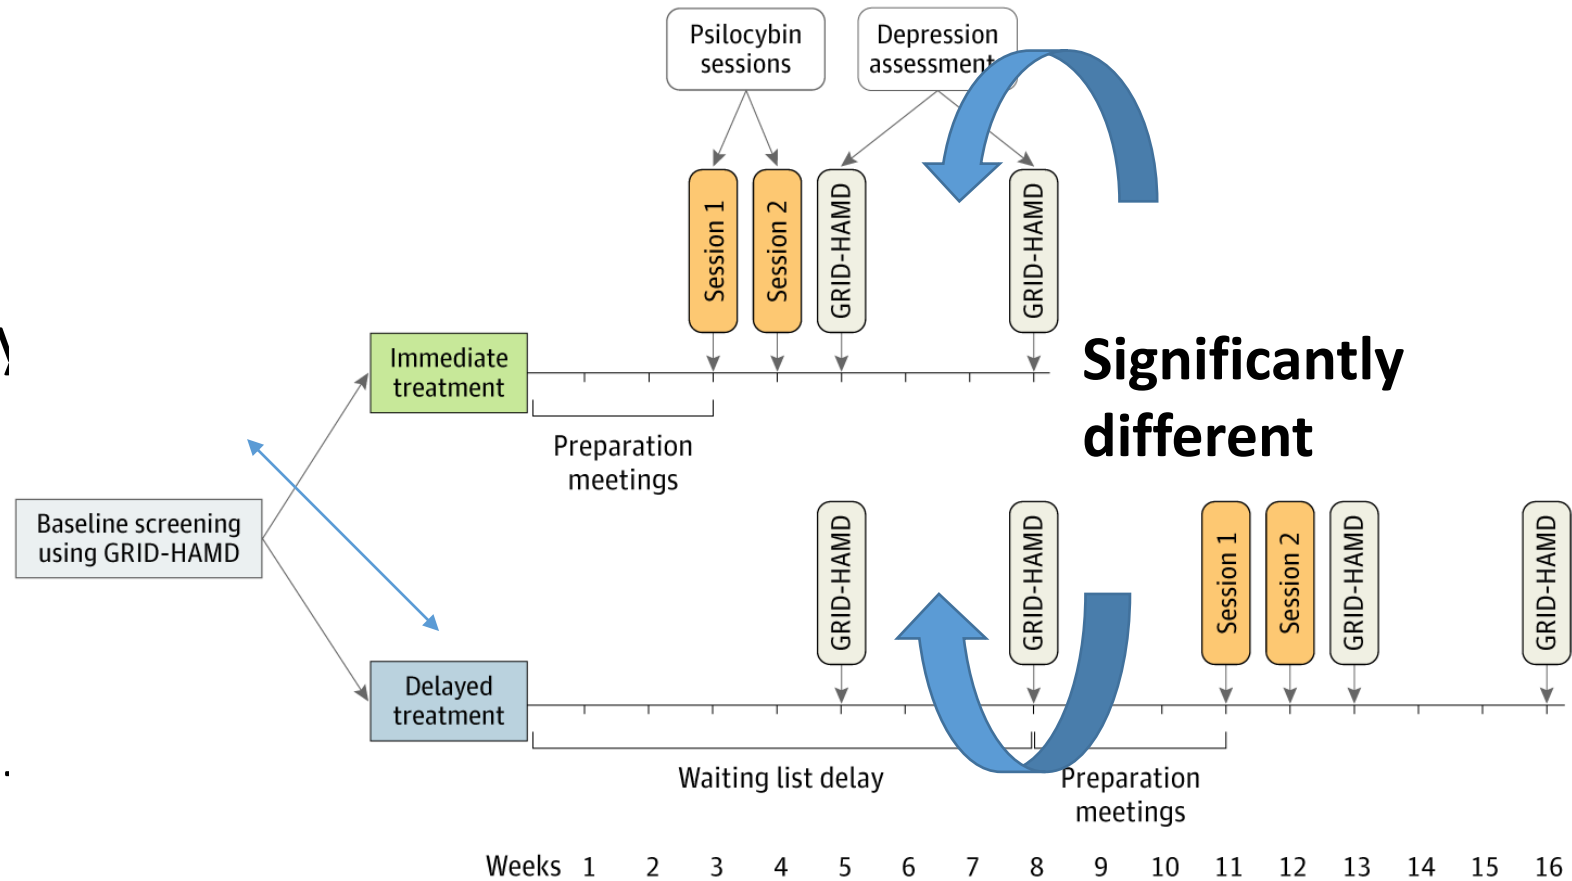 Psilocybin
sessions
Depression
assessment
Session 1
Session 2
GRID-HAMD
GRID-HAMD
Immediate
treatment
Preparation
meetings
Significantly
different
Baseline screening
using GRID-HAMD
GRID-HAMD
GRID-HAMD
Session 1
Session 2
GRID-HAMD
GRID-HAMD
Delayed
treatment
Waiting list delay
Preparation
meetings
Weeks 1 2 3 4 5 6 7 8 9 10 11 12 13 14 15 16